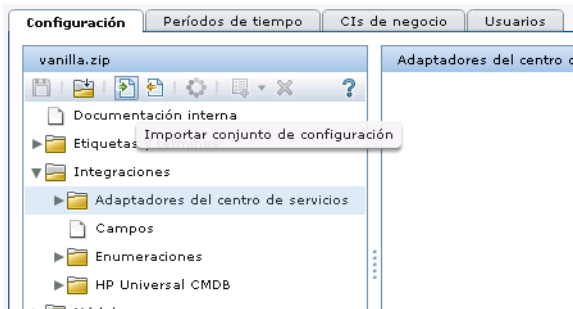 Configuración Períodos de tiempo CIs de negocio Usuarios
vanilla.zip
Adaptadores del centro
?
Documentación interna
Importar conjunto de configuración
Etiquetas
Integraciones
Adaptadores del centro de servicios
Campos
Enumeraciones
HP Universal CMDB